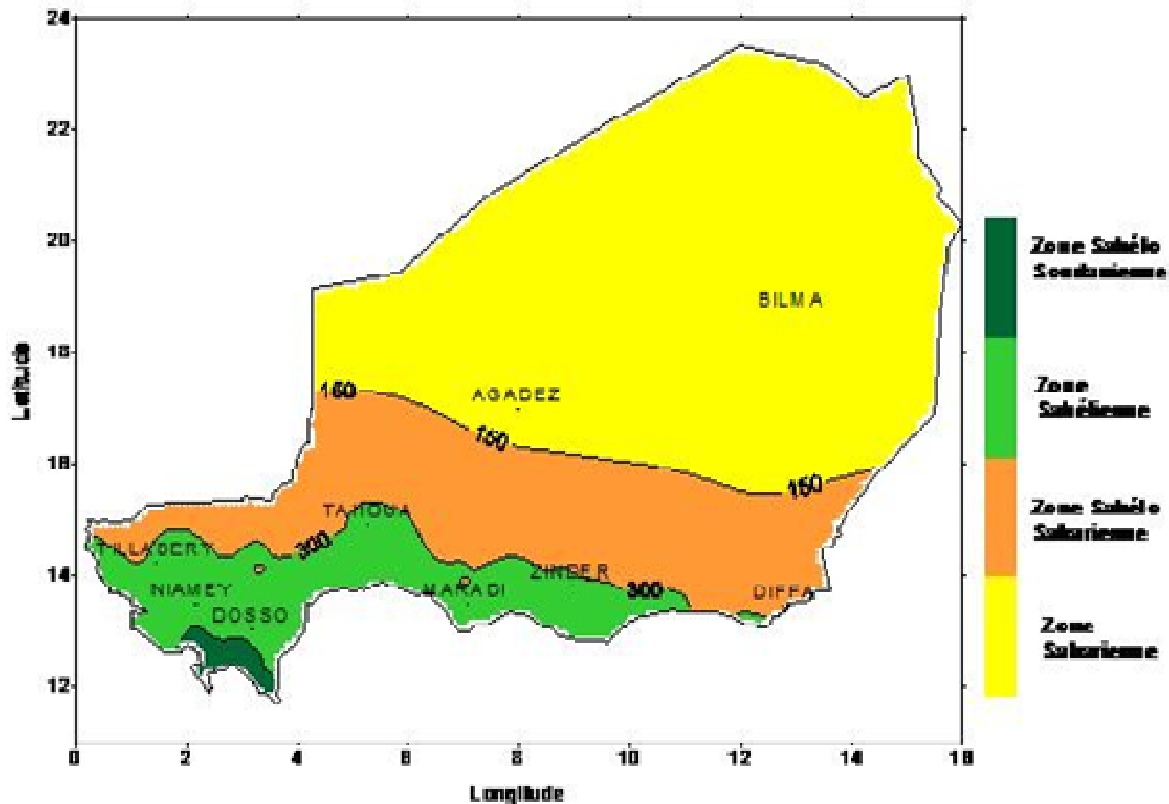 24
22
20
18
16
14
12
Latitude
0 2 4 6 8 10 12 14 16
Longitude
BILMA
AGADEZ
150
150
150
TAHOUA
300
TILLABERY
NIAMEY
DOSSO
MARADI
ZINDER
300
DIFFA
Zone Sahélo
Soudanienne
Zone
Sahélienne
Zone Sahélo
Saharienne
Zone
Saharienne